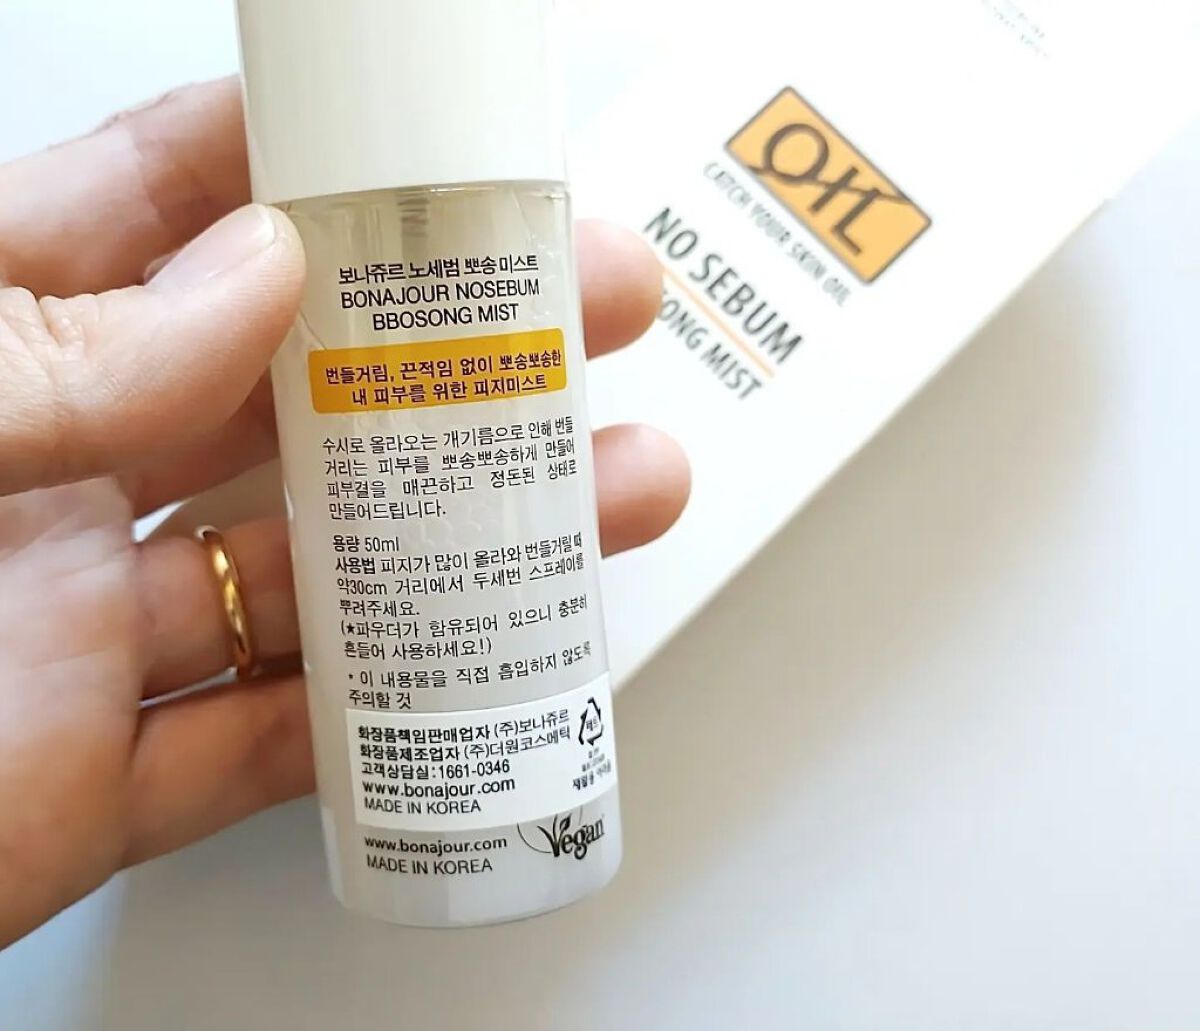 보나쥬르 노세범 뽀송 미스트
BONAJOUR NOSEBUM
BBOSONG MIST
번들거림, 끈적임 없이 뽀송뽀송한
내 피부를 위한 피지미스트
수시로 올라오는 개기름으로 인해 번들
거리는 피부를 뽀송뽀송하게 만들어
피부결을 매끈하고 정돈된 상태로
만들어드립니다.
용량 50ml
사용법 피지가 많이 올라와 번들거릴 때
약30cm 거리에서 두세번 스프레이를
뿌려주세요.
(★파우더가 함유되어 있으니 충분히
흔들어 사용하세요!)
* 이 내용물을 직접 흡입하지 않도록
주의할 것
화장품책임판매업자 (주)보나쥬르
화장품제조업자 (주)더원코스메틱
고객상담실:1661-0346
www.bonajour.com
MADE IN KOREA
페트
재활용 어려움
www.bonajour.com
MADE IN KOREA
Vegan
OH
CATCH YOUR SKIN OIL
NO SEBUM
ONG MIST